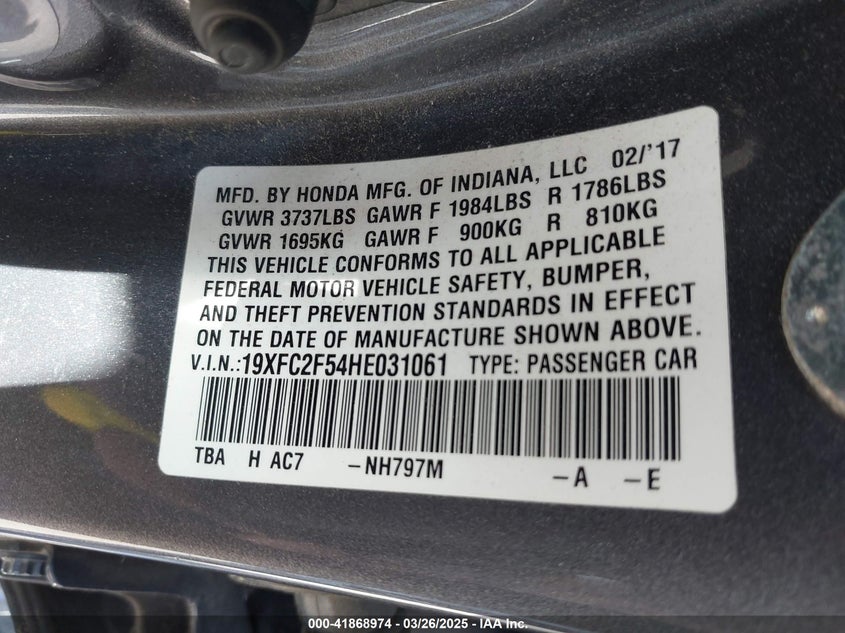 MFD. BY HONDA MFG. OF INDIANA, LLC 02/'17
GVWR 3737LBS GAWR F 1984LBS R 1786LBS
GVWR 1695KG GAWR F 900KG R 810KG
THIS VEHICLE CONFORMS TO ALL APPLICABLE
FEDERAL MOTOR VEHICLE SAFETY, BUMPER,
AND THEFT PREVENTION STANDARDS IN EFFECT
ON THE DATE OF MANUFACTURE SHOWN ABOVE.
V.I.N.:19XFC2F54HE031061 TYPE: PASSENGER CAR
TBA H AC7 –NH797M –A –E
000-41868974 | 03/26/2025 – IAA Inc.